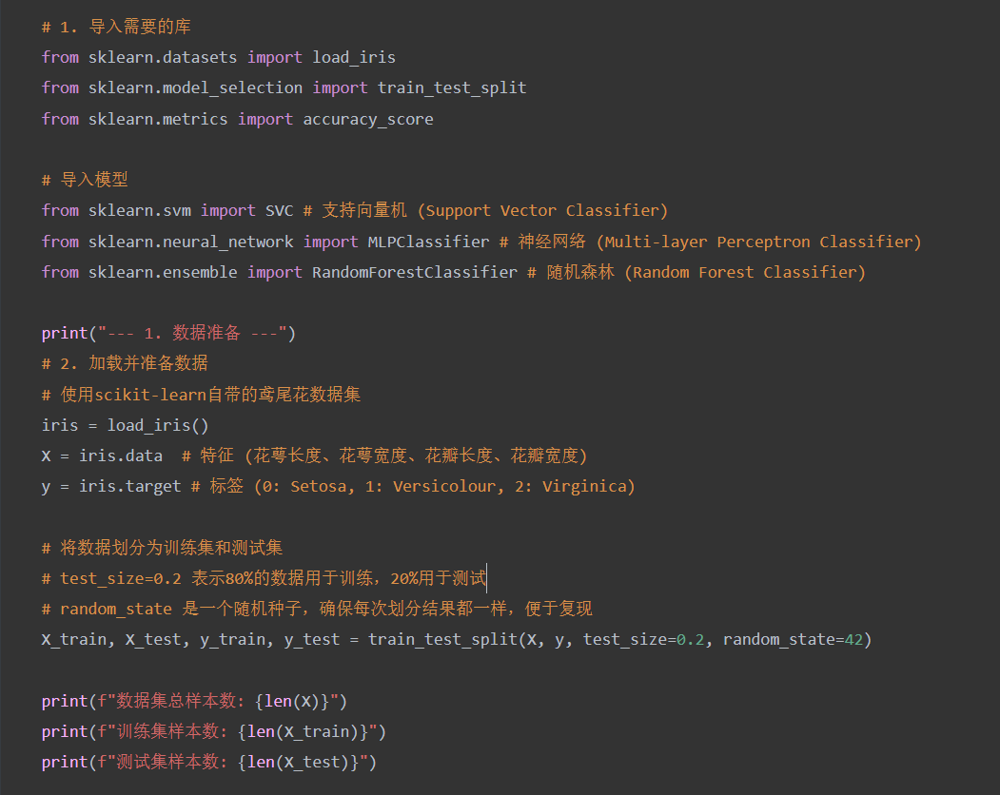 # 1. 导入需要的库
from sklearn.datasets import load_iris
from sklearn.model_selection import train_test_split
from sklearn.metrics import accuracy_score
# 导入模型
from sklearn.svm import SVC # 支持向量机 (Support Vector Classifier)
from sklearn.neural_network import MLPClassifier # 神经网络 (Multi-layer Perceptron Classifier)
from sklearn.ensemble import RandomForestClassifier # 随机森林 (Random Forest Classifier)
print("--- 1. 数据准备 ---")
# 2. 加载并准备数据
# 使用scikit-learn自带的鸢尾花数据集
iris = load_iris()
X = iris.data  # 特征 (花萼长度、花萼宽度、花瓣长度、花瓣宽度)
y = iris.target # 标签 (0: Setosa, 1: Versicolour, 2: Virginica)
# 将数据划分为训练集和测试集
# test_size=0.2 表示80%的数据用于训练，20%用于测试
# random_state 是一个随机种子，确保每次划分结果都一样，便于复现
X_train, X_test, y_train, y_test = train_test_split(X, y, test_size=0.2, random_state=42)
print(f"数据集总样本数: {len(X)}")
print(f"训练集样本数: {len(X_train)}")
print(f"测试集样本数: {len(X_test)}")